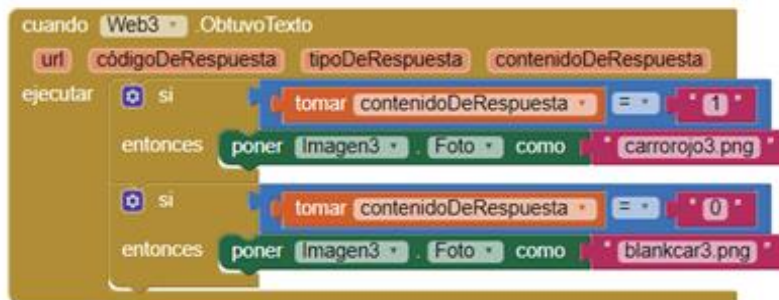 cuando Web3 .ObtuvoTexto
url códigoDeRespuesta tipoDeRespuesta contenidoDeRespuesta
ejecutar si tomar contenidoDeRespuesta = " 1 "
entonces poner Imagen3 . Foto como " carrorojo3.png "
si tomar contenidoDeRespuesta = " 0 "
entonces poner Imagen3 . Foto como " blankcar3.png "